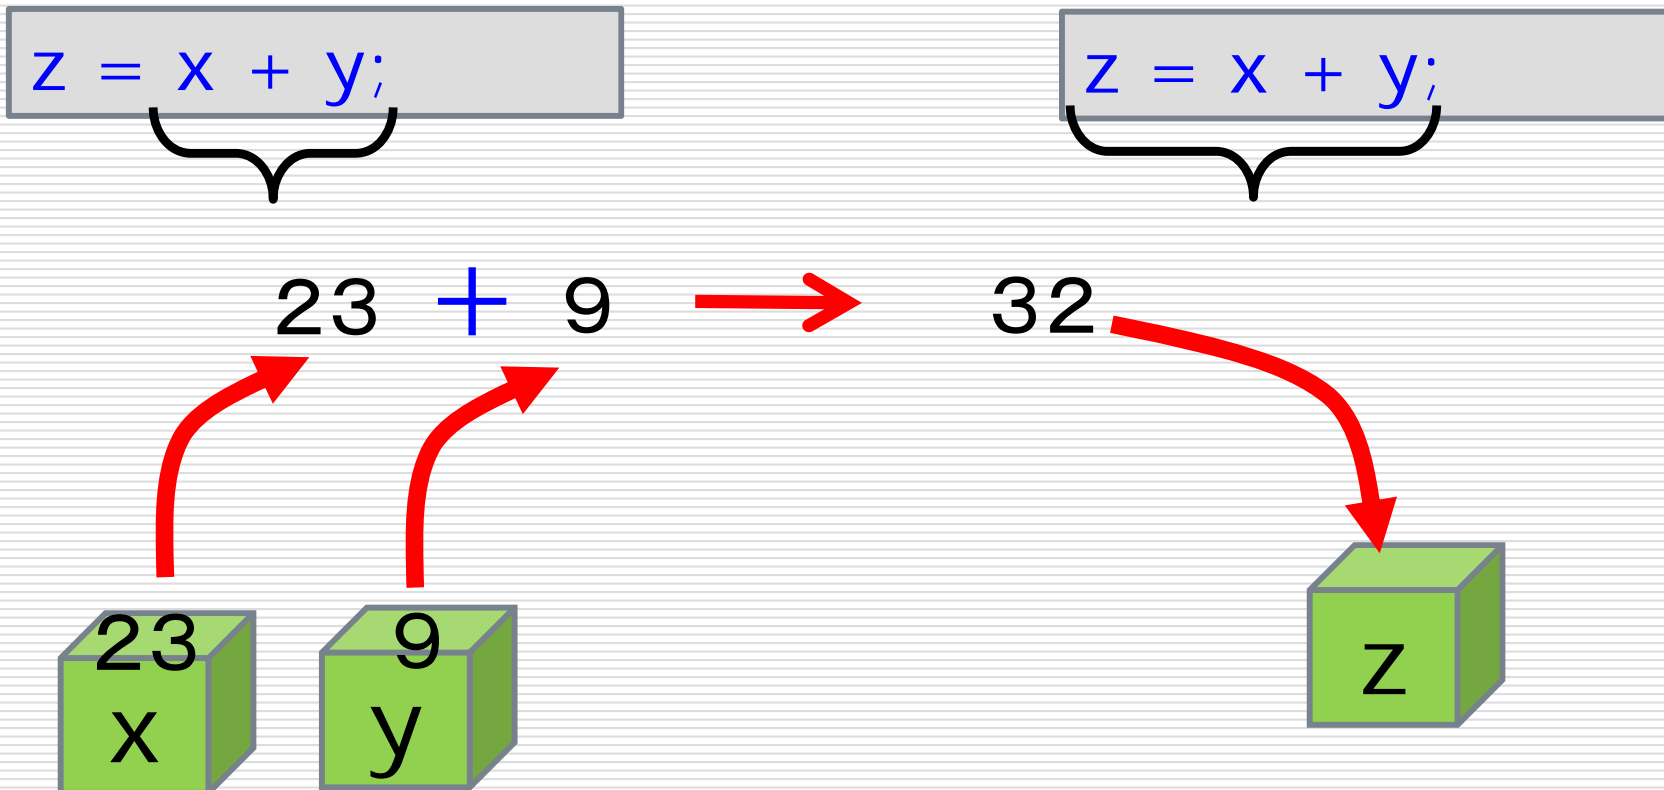 z = x + y;
z = x + y;
23 + 9
32
23
x
9
y
z